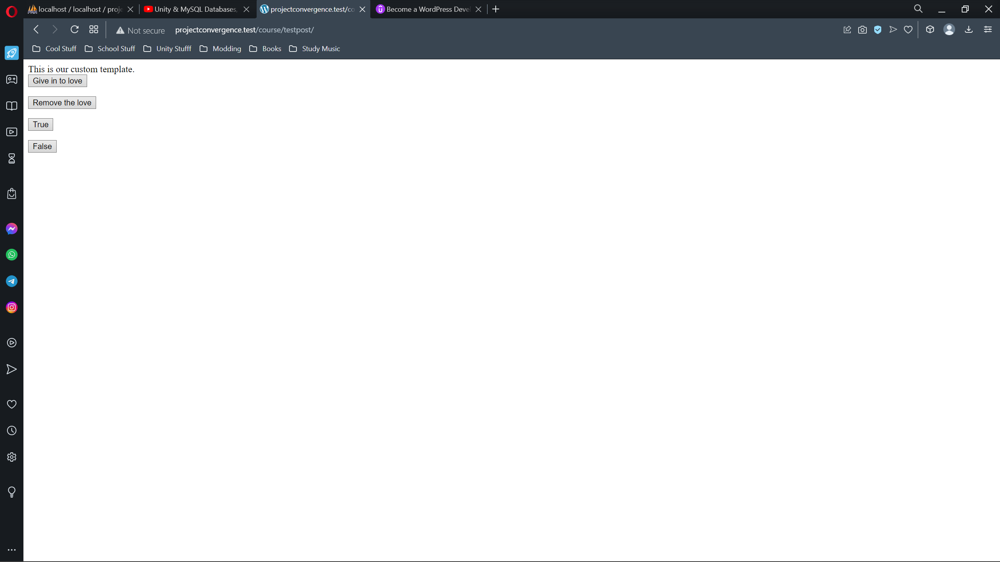 localhost / localhost / proje
Unity & MySQL Databases,
projectconvergence.test/co
Become a WordPress Devel
Not secure projectconvergence.test/course/testpost/
Cool Stuff School Stuff Unity Stufff Modding Books Study Music
This is our custom template.
Give in to love
Remove the love
True
False